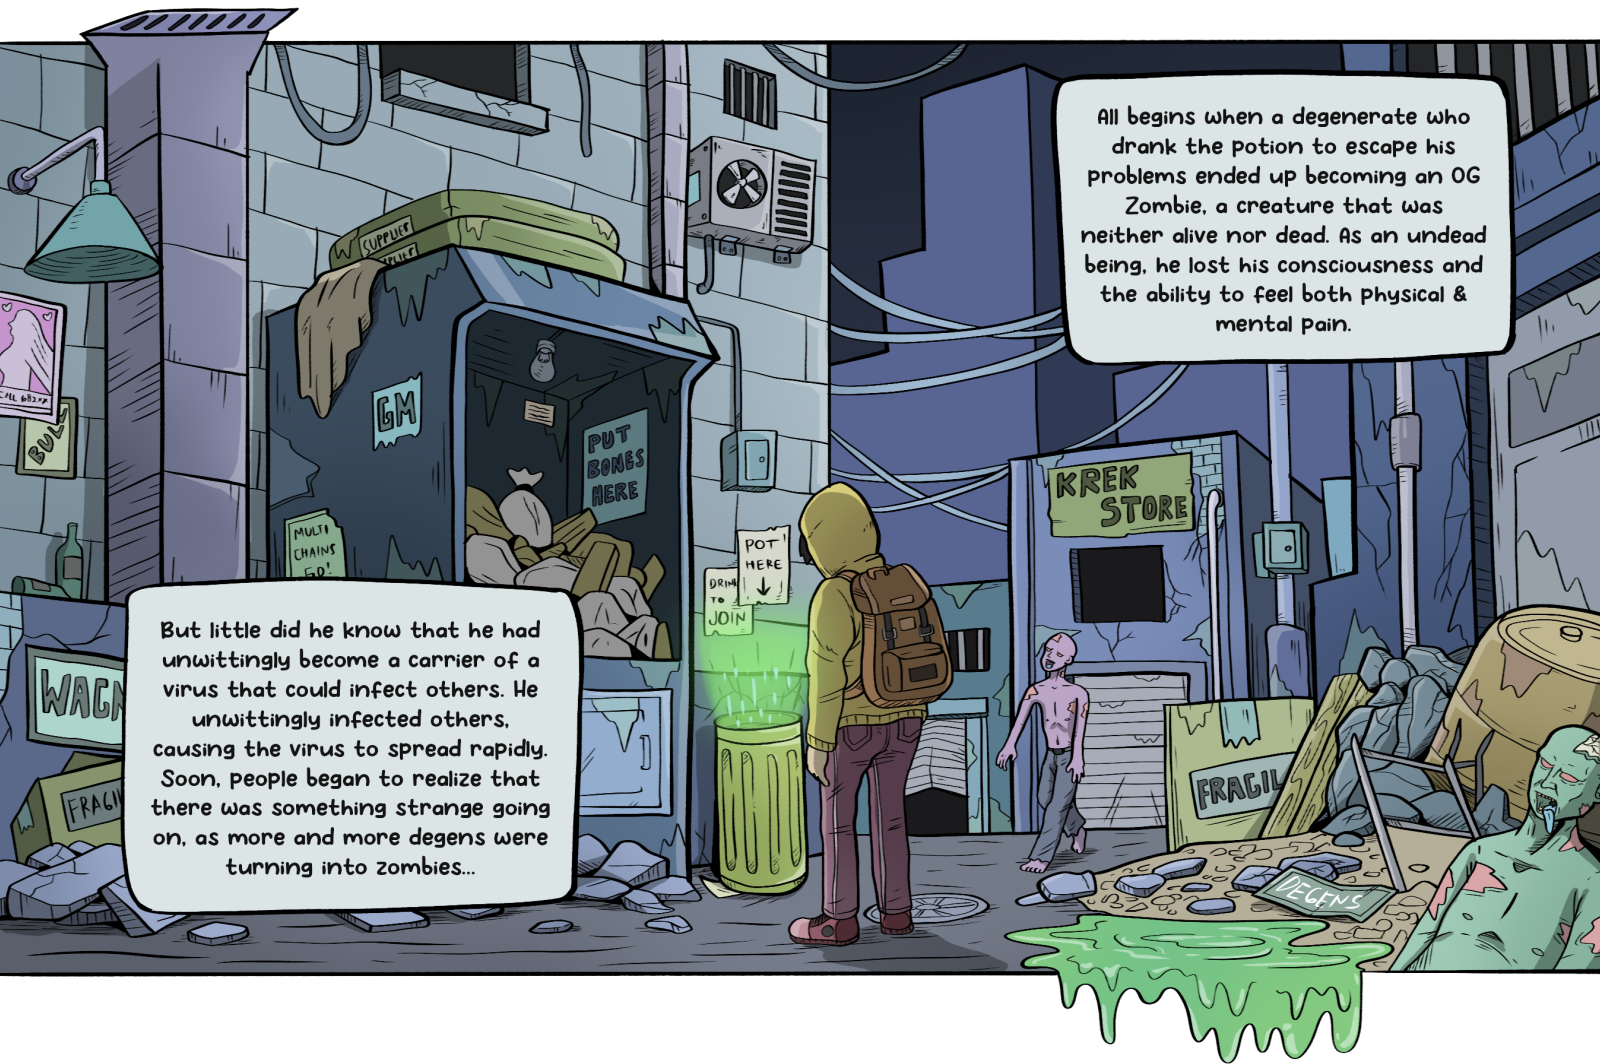 All begins when a degenerate who
drank the potion to escape his
problems ended up becoming an OG
Zombie, a creature that was
neither alive nor dead. As an undead
being, he lost his consciousness and
the ability to feel both physical &
mental pain.
SUPPLIER
GM
PUT
BONES
HERE
KREK
STORE
MULTI
CHAINS
POT'
HERE
TO
JOIN
BULL
WAGM
FRAGIL
FRAGIL
DEGENS
But little did he know that he had
unwittingly become a carrier of a
virus that could infect others. He
unwittingly infected others,
causing the virus to spread rapidly.
Soon, people began to realize that
there was something strange going
on, as more and more degens were
turning into zombies...